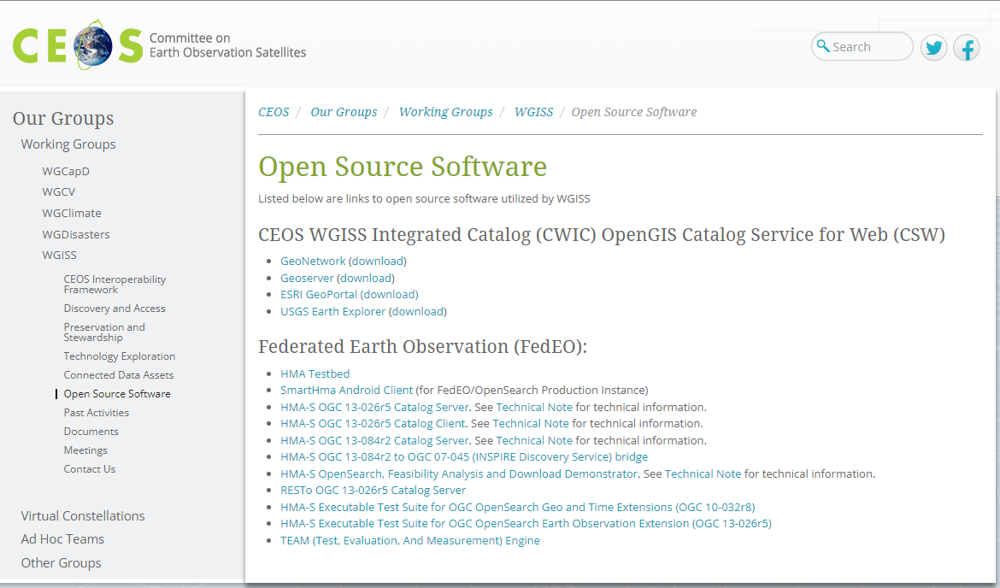 CEOS
Committee on
Earth Observation Satellites
Search
Our Groups
Working Groups
WGCapD
WGCV
WGClimate
WGDisasters
WGISS
CEOS Interoperability
Framework
Discovery and Access
Preservation and
Stewardship
Technology Exploration
Connected Data Assets
Open Source Software
Past Activities
Documents
Meetings
Contact Us
Virtual Constellations
Ad Hoc Teams
Other Groups
CEOS / Our Groups / Working Groups / WGISS / Open Source Software
Open Source Software
Listed below are links to open source software utilized by WGISS
CEOS WGISS Integrated Catalog (CWIC) OpenGIS Catalog Service for Web (CSW)
• GeoNetwork (download)
• Geoserver (download)
• ESRI GeoPortal (download)
• USGS Earth Explorer (download)
Federated Earth Observation (FedEO):
• HMA Testbed
• SmartHma Android Client (for FedEO/OpenSearch Production Instance)
• HMA-S OGC 13-026r5 Catalog Server. See Technical Note for technical information.
• HMA-S OGC 13-026r5 Catalog Client. See Technical Note for technical information.
• HMA-S OGC 13-084r2 Catalog Server. See Technical Note for technical information.
• HMA-S OGC 13-084r2 to OGC 07-045 (INSPIRE Discovery Service) bridge
• HMA-S OpenSearch, Feasibility Analysis and Download Demonstrator. See Technical Note for technical information.
• RESTo OGC 13-026r5 Catalog Server
• HMA-S Executable Test Suite for OGC OpenSearch Geo and Time Extensions (OGC 10-032r8)
• HMA-S Executable Test Suite for OGC OpenSearch Earth Observation Extension (OGC 13-026r5)
• TEAM (Test, Evaluation, And Measurement) Engine